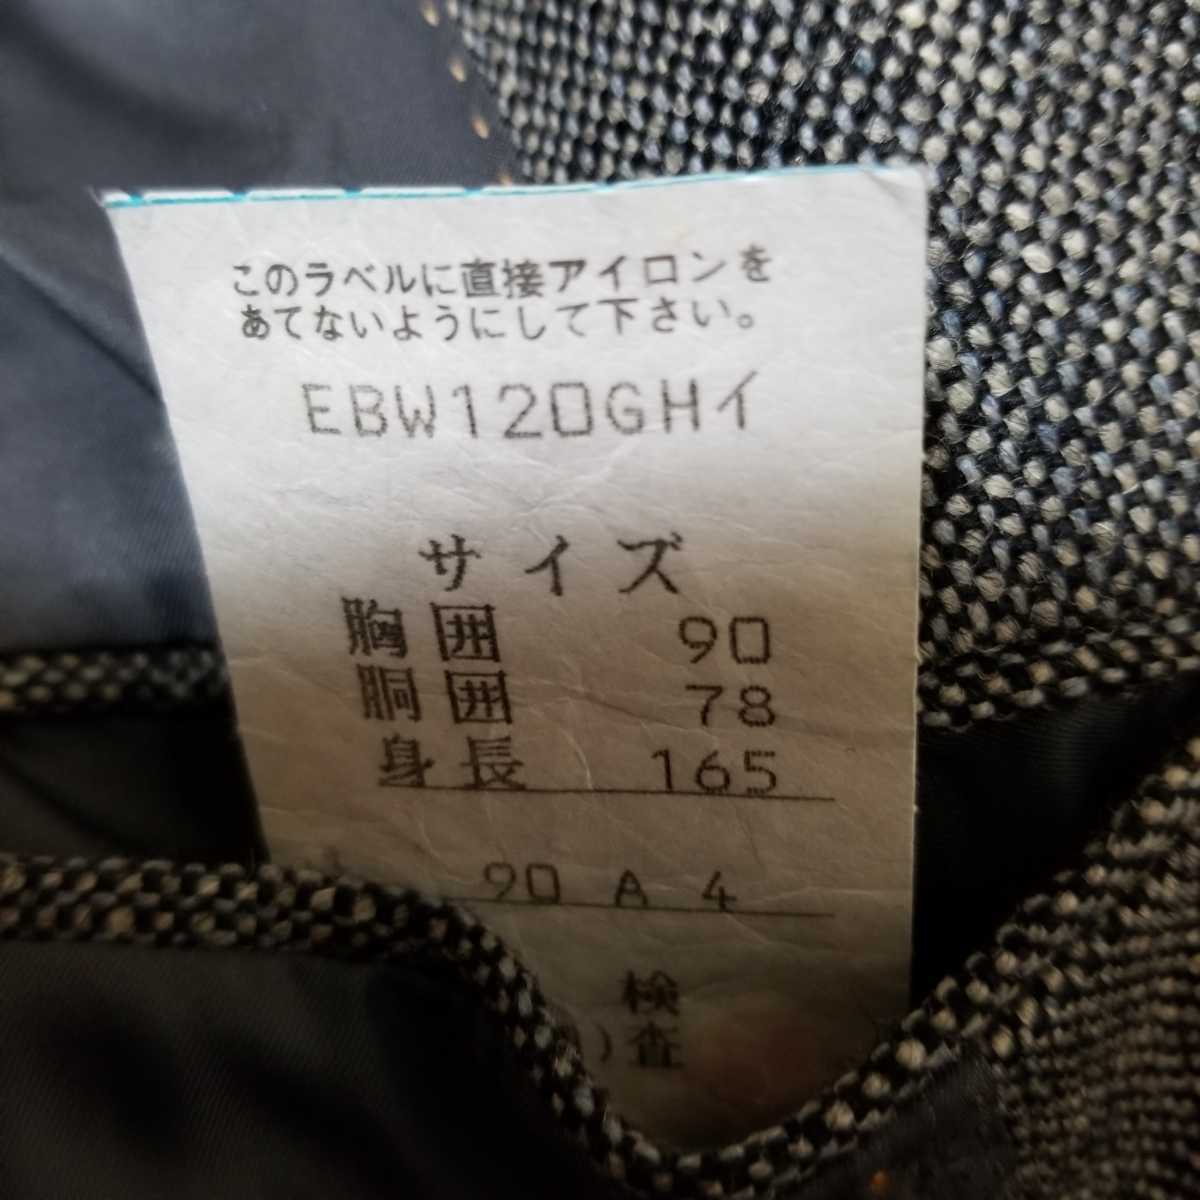 このラベルに直接アイロンを
あてないようにして下さい。
EBW120GHイ
サイズ
胸囲 90
胴囲 78
身長 165
90 A 4
検
)査